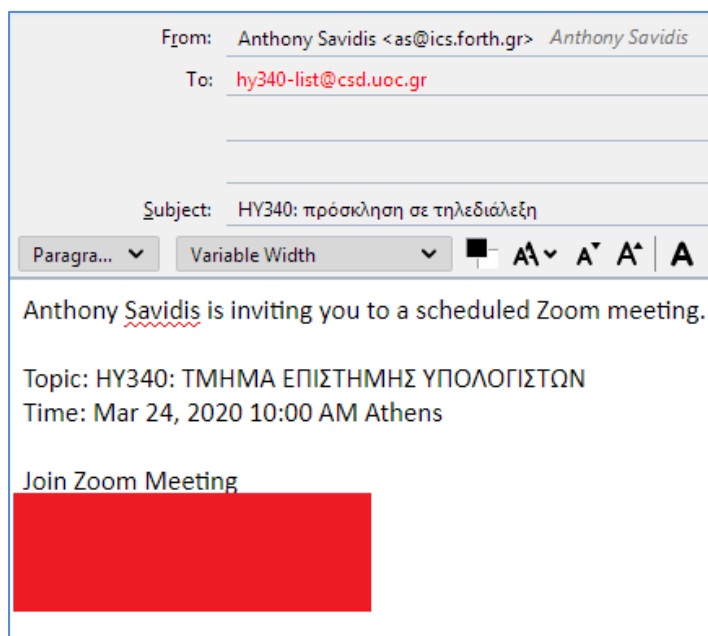 From: Anthony Savidis <as@ics.forth.gr> Anthony Savidis
To: hy340-list@csd.uoc.gr
Subject: HY340: πρόσκληση σε τηλεδιάλεξη
Paragra... Variable Width A
Anthony Savidis is inviting you to a scheduled Zoom meeting.
Topic: HY340: ΤΜΗΜΑ ΕΠΙΣΤΗΜΗΣ ΥΠΟΛΟΓΙΣΤΩΝ
Time: Mar 24, 2020 10:00 AM Athens
Join Zoom Meeting